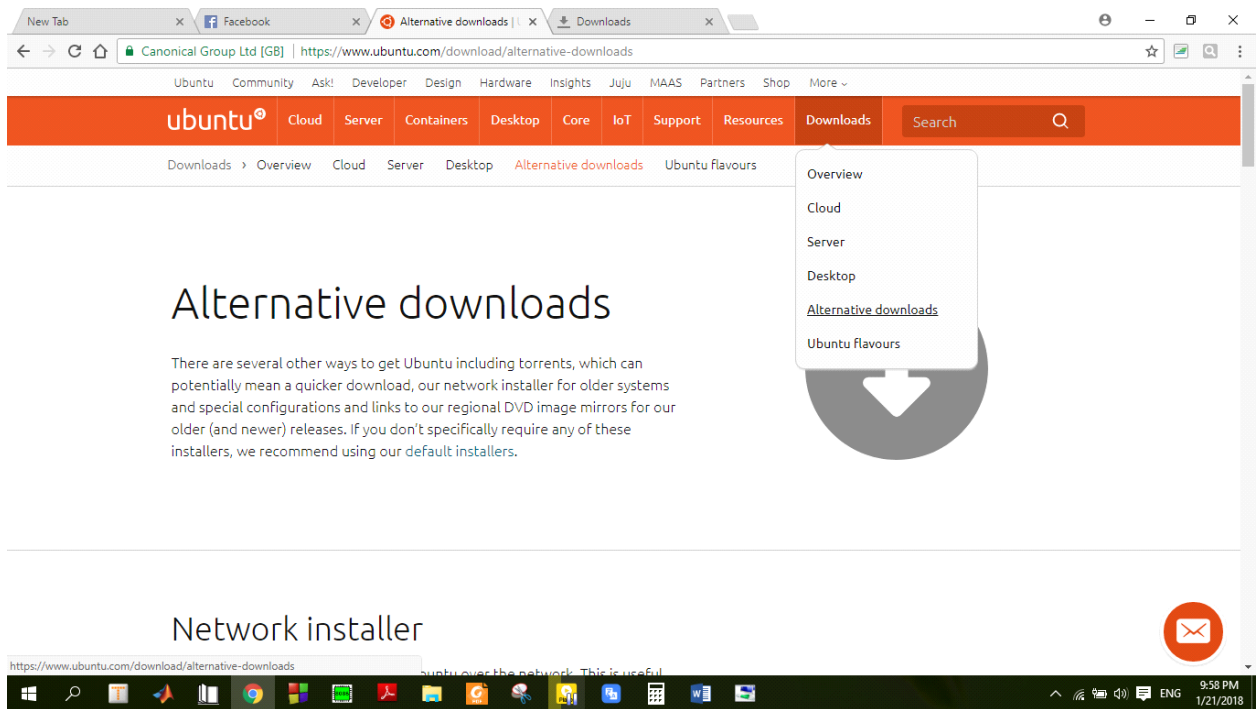 New Tab
Facebook
Alternative downloads |
Downloads
Canonical Group Ltd [GB] | https://www.ubuntu.com/download/alternative-downloads
Ubuntu Community Ask! Developer Design Hardware Insights Juju MAAS Partners Shop More
ubuntu Cloud Server Containers Desktop Core IoT Support Resources Downloads Search
Downloads › Overview Cloud Server Desktop Alternative downloads Ubuntu flavours
Overview
Cloud
Server
Desktop
Alternative downloads
Ubuntu flavours
Alternative downloads
There are several other ways to get Ubuntu including torrents, which can
potentially mean a quicker download, our network installer for older systems
and special configurations and links to our regional DVD image mirrors for our
older (and newer) releases. If you don't specifically require any of these
installers, we recommend using our default installers.
Network installer
https://www.ubuntu.com/download/alternative-downloads
over the network. This is useful
ENG
9:58 PM
1/21/2018